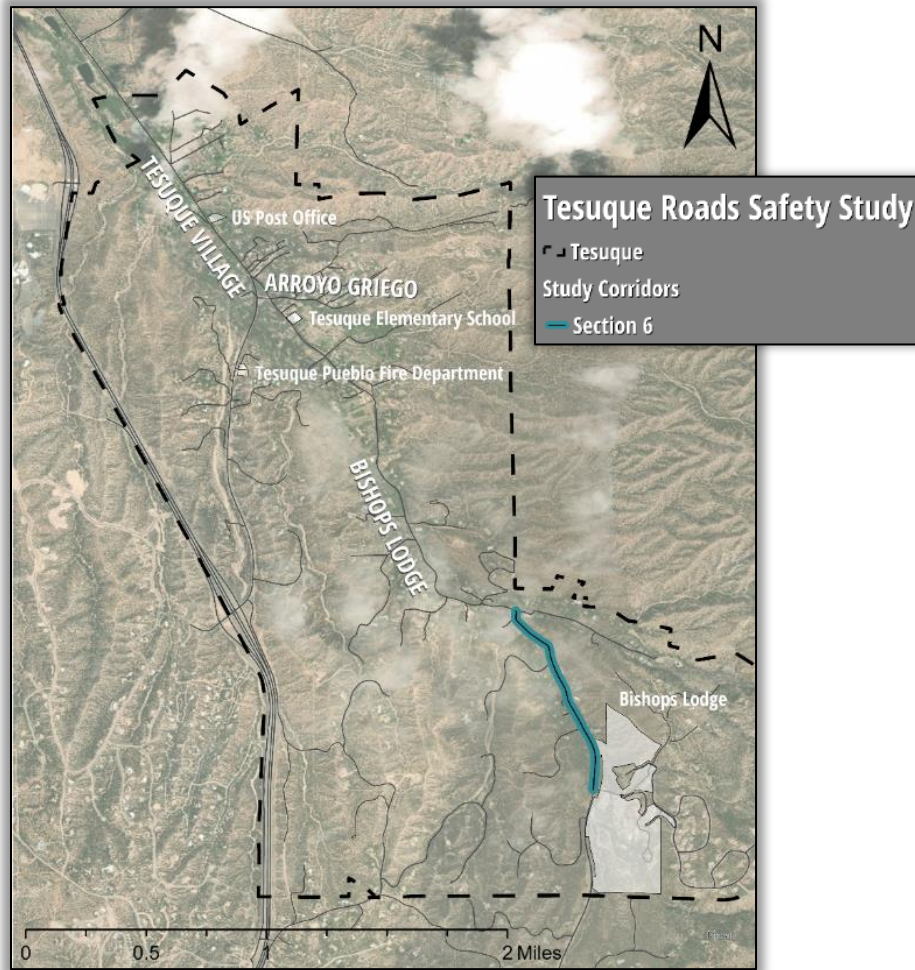 N
Tesuque Roads Safety Study
Tesuque
Study Corridors
Section 6
TESUQUE VILLAGE
US Post Office
ARROYO GRIEGO
Tesuque Elementary School
Tesuque Pueblo Fire Department
BISHOPS LODGE
Bishops Lodge
0 0.5 1 2 Miles